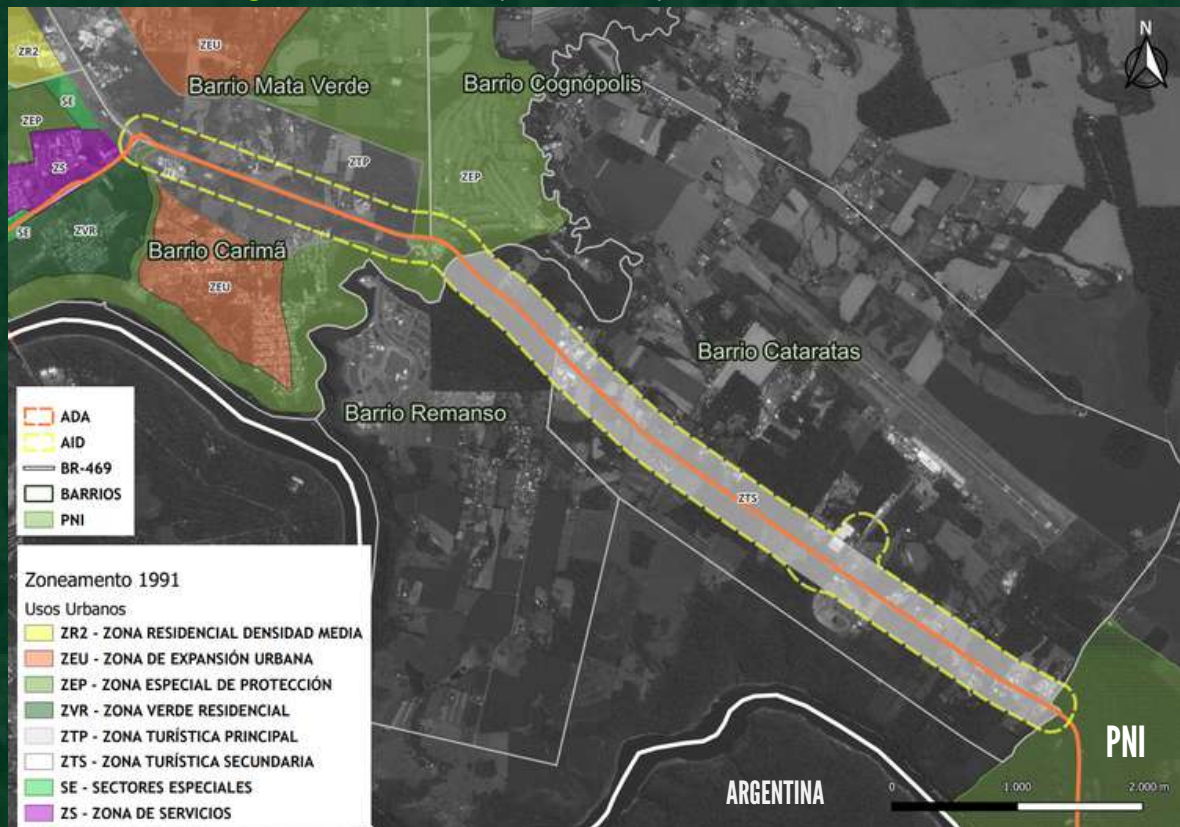 N
ZR2
ZEU
Barrio Mata Verde
Barrio Cognópolis
SE
ZEP
ZS
ZTP
ZEP
SE
ZVR
Barrio Carimã
ZEU
Barrio Cataratas
Barrio Remanso
ZTS
ADA
AID
BR-469
BARRIOS
PNI
Zoneamento 1991
Usos Urbanos
ZR2 - ZONA RESIDENCIAL DENSIDAD MEDIA
ZEU - ZONA DE EXPANSIÓN URBANA
ZEP - ZONA ESPECIAL DE PROTECCIÓN
ZVR - ZONA VERDE RESIDENCIAL
ZTP - ZONA TURÍSTICA PRINCIPAL
ZTS - ZONA TURÍSTICA SECUNDARIA
SE - SECTORES ESPECIALES
ZS - ZONA DE SERVICIOS
PNI
ARGENTINA
0 1.000 2.000 m